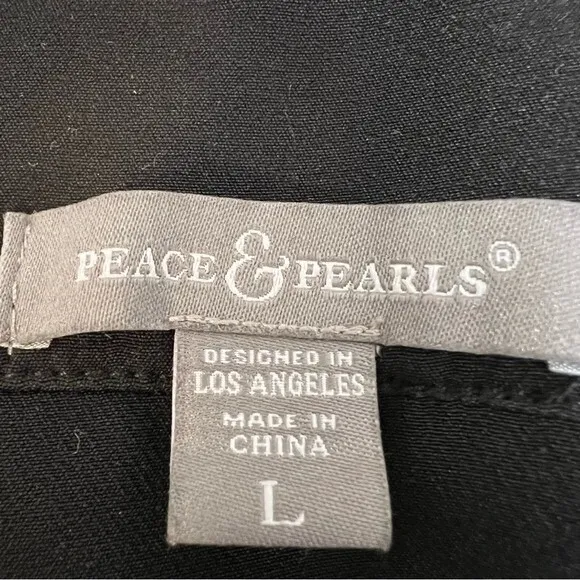 PEACE & PEARLS®
DESIGNED IN
LOS ANGELES
MADE IN
CHINA
L